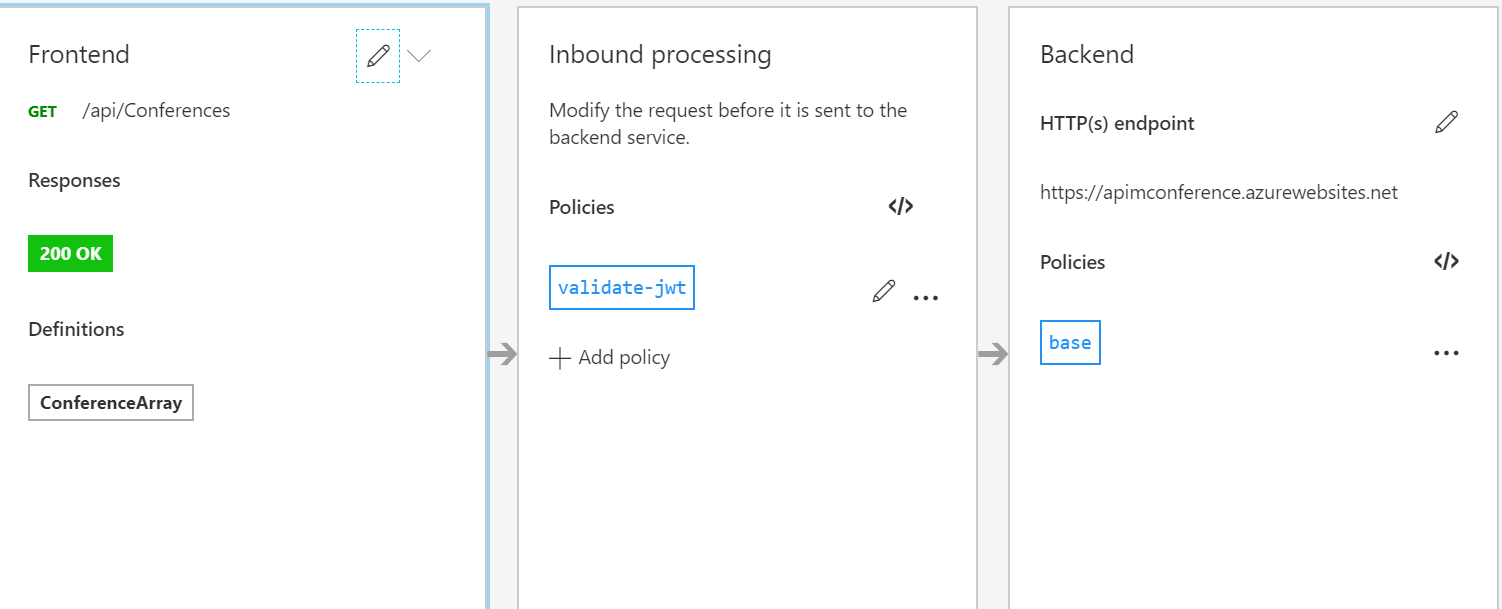 Frontend
GET /api/Conferences
Responses
200 OK
Definitions
ConferenceArray
Inbound processing
Modify the request before it is sent to the
backend service.
Policies </>
validate-jwt ...
+ Add policy
Backend
HTTP(s) endpoint
https://apimconference.azurewebsites.net
Policies </>
base ...